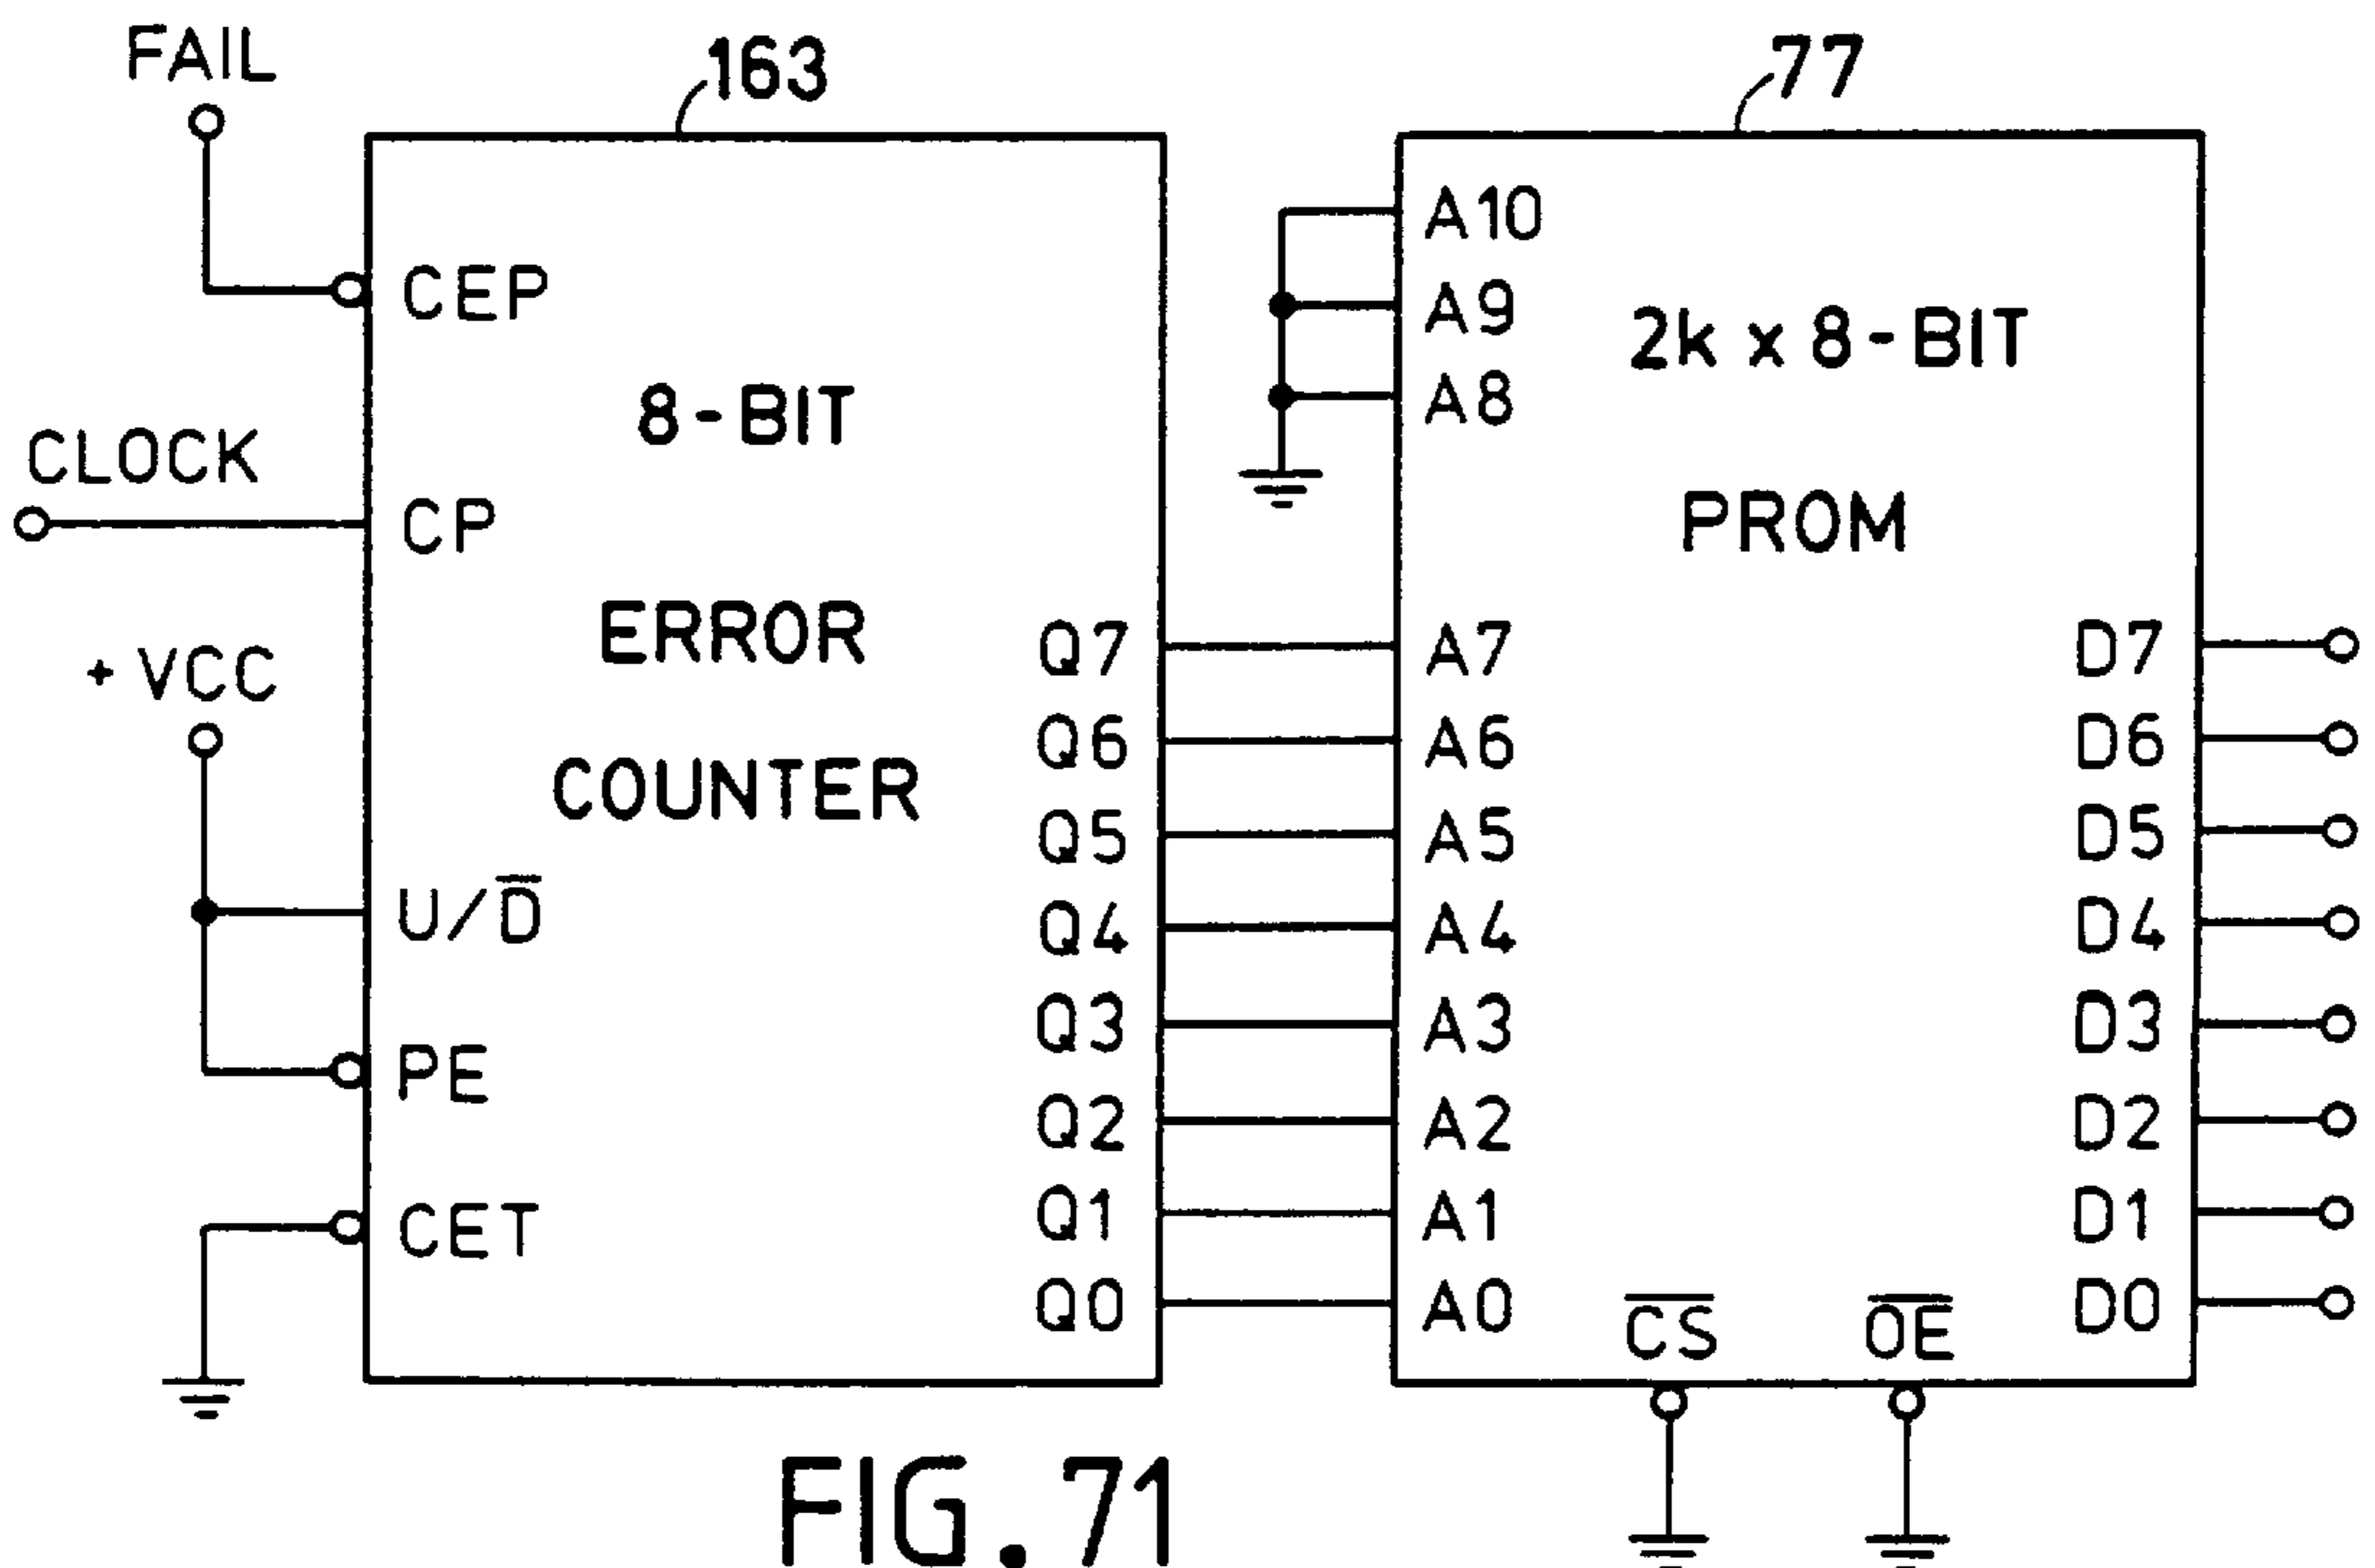 FAIL
163
77
CEP
8-BIT
CLOCK
CP
ERROR
+ VCC
COUNTER
U/D̅
PE
CET
Q7
Q6
Q5
Q4
Q3
Q2
Q1
Q0
A10
A9
A8
2k x 8-BIT
PROM
A7
A6
A5
A4
A3
A2
A1
A0
C̅S̅
O̅E̅
D7
D6
D5
D4
D3
D2
D1
D0
FIG. 71